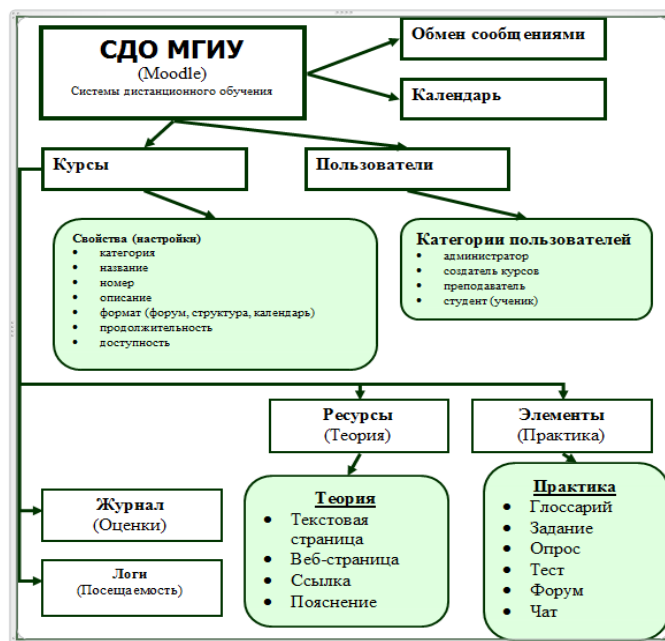 СДО МГИУ
(Moodle)
Системы дистанционного обучения
Обмен сообщениями
Календарь
Курсы
Пользователи
Свойства (настройки)
• категория
• название
• номер
• описание
• формат (форум, структура, календарь)
• продолжительность
• доступность
Категории пользователей
• администратор
• создатель курсов
• преподаватель
• студент (ученик)
Ресурсы
(Теория)
Элементы
(Практика)
Журнал
(Оценки)
Логи
(Посещаемость)
Теория
• Текстовая
страница
• Веб-страница
• Ссылка
• Пояснение
Практика
• Глоссарий
• Задание
• Опрос
• Тест
• Форум
• Чат